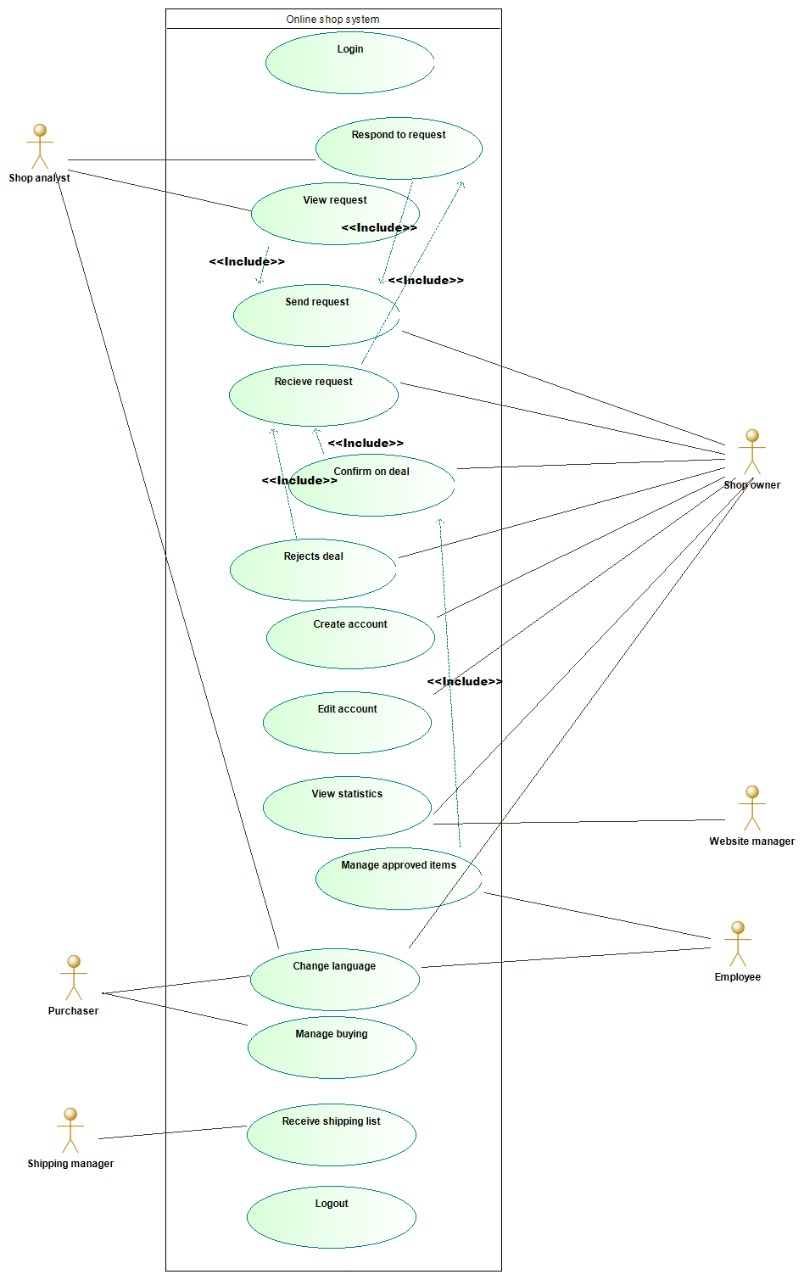 Online shop system
Login
Respond to request
Shop analyst
View request
<<Include>>
<<Include>>
<<Include>>
Send request
Recieve request
<<Include>>
Confirm on deal
<<Include>>
Shop owner
Rejects deal
Create account
<<Include>>
Edit account
View statistics
Website manager
Manage approved items
Change language
Employee
Purchaser
Manage buying
Receive shipping list
Shipping manager
Logout